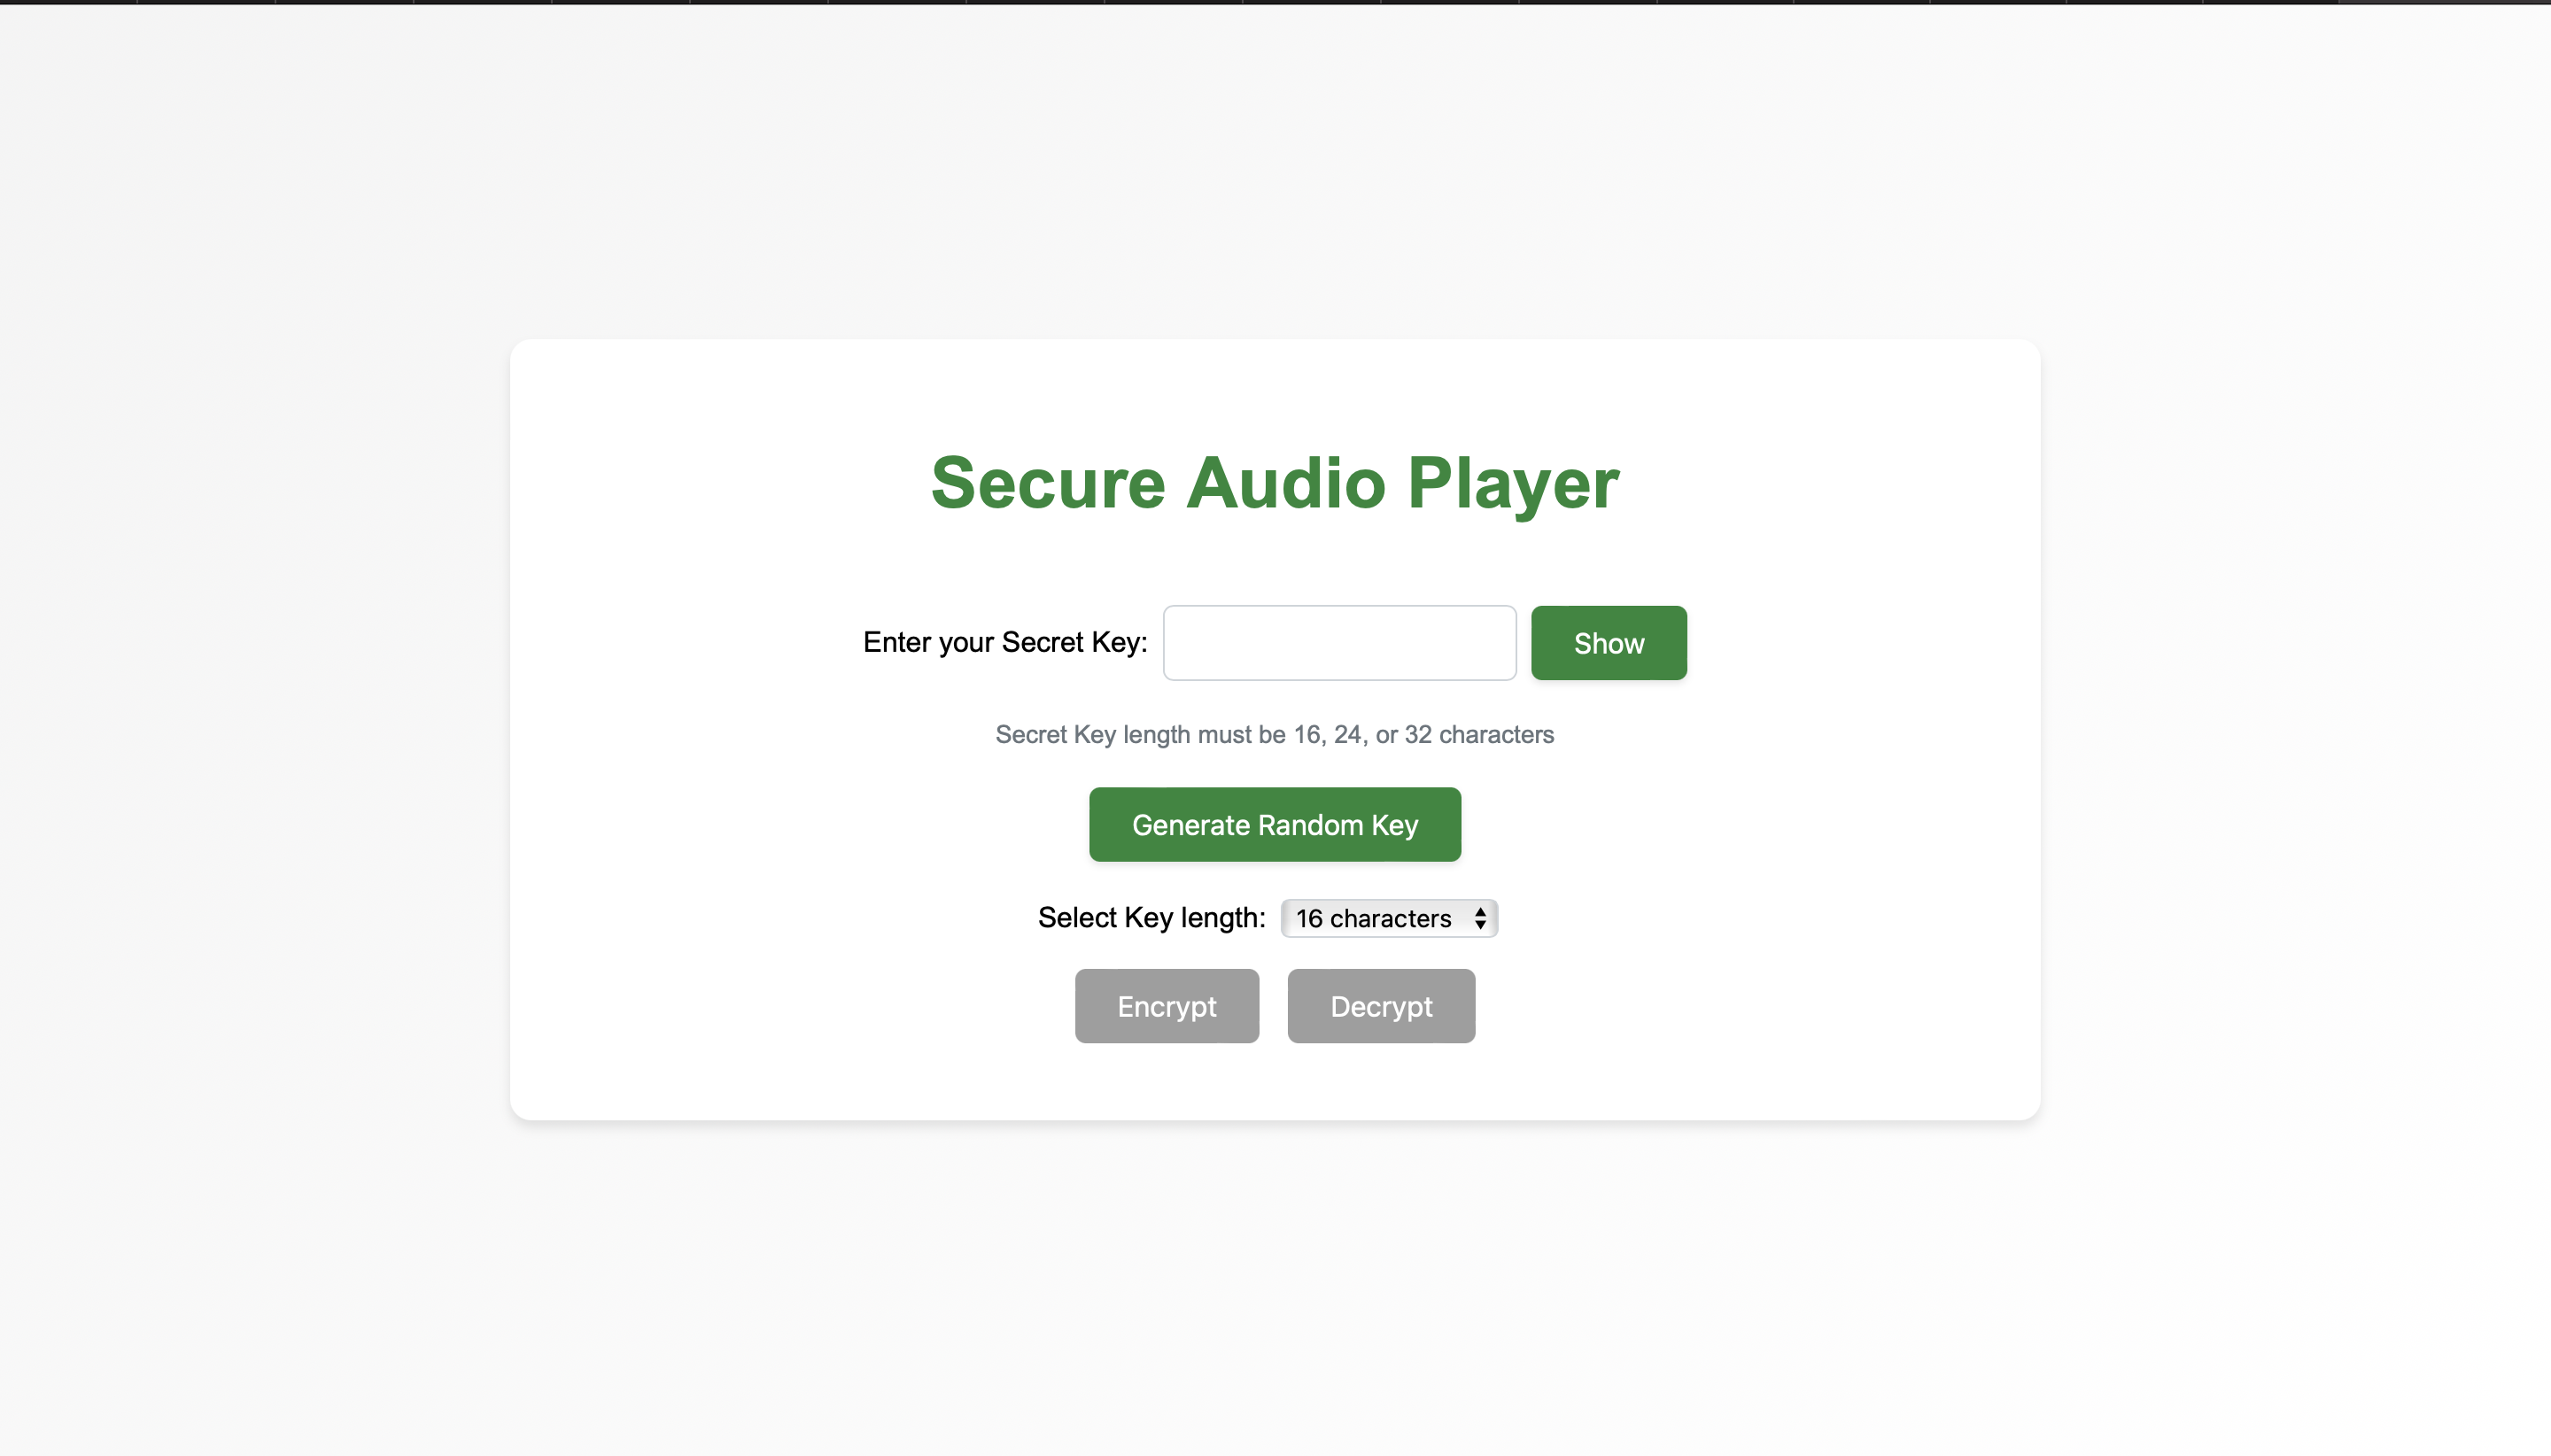 Secure Audio Player
Enter your Secret Key: Show
Secret Key length must be 16, 24, or 32 characters
Generate Random Key
Select Key length: 16 characters
Encrypt Decrypt